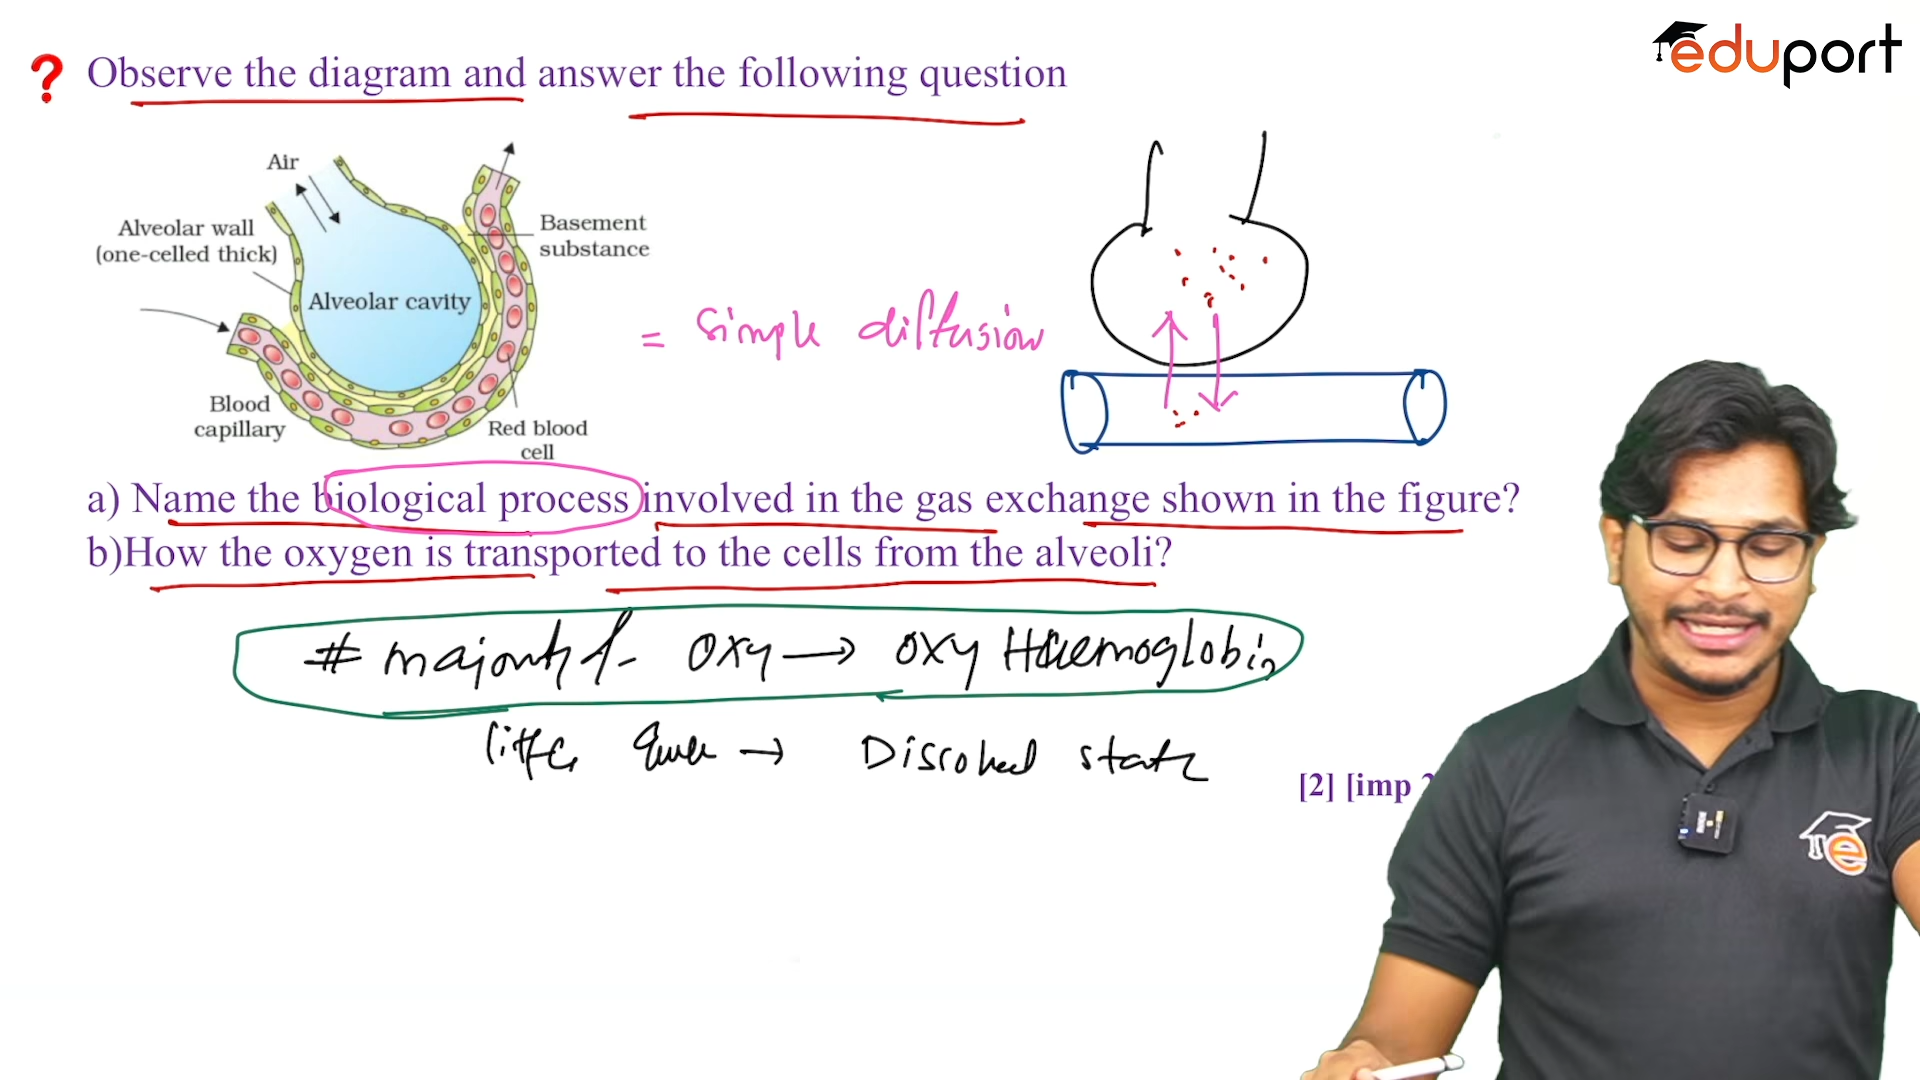 eduport
? Observe the diagram and answer the following question
Air
Alveolar wall
(one-celled thick)
Basement
substance
Alveolar cavity
= Simple diffusion
Blood
capillary
Red blood
cell
a) Name the biological process involved in the gas exchange shown in the figure?
b)How the oxygen is transported to the cells from the alveoli?
# majority of oxy → oxy Haemoglobin
little → Dissolved state
[2] [imp
H
e